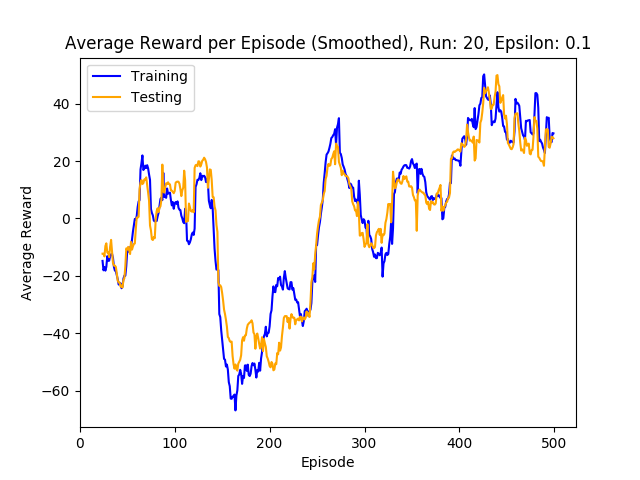 Average Reward per Episode (Smoothed), Run: 20, Epsilon: 0.1
Training
Testing
40
20
0
−20
−40
−60
Average Reward
0 100 200 300 400 500
Episode